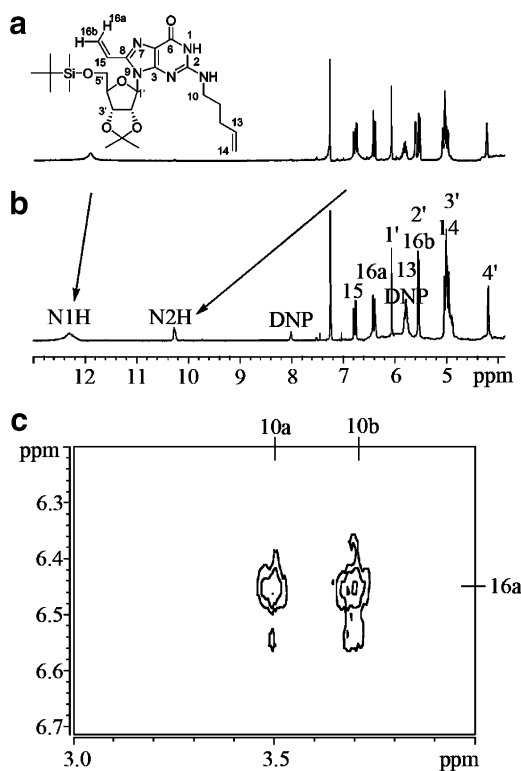 a
H 16a
16b H
O
6
1
NH
N
7
8
15
2
NH
N
3
9
N
10
Si O
5'
O
1'
3'
13
14
O O
b
N1H
N2H
DNP
15
16a
1'
2'
16b
13
DNP
3'
14
4'
12 11 10 9 8 7 6 5 ppm
c
10a 10b
ppm
6.3
6.4
16a
6.5
6.6
6.7
3.0 3.5 ppm